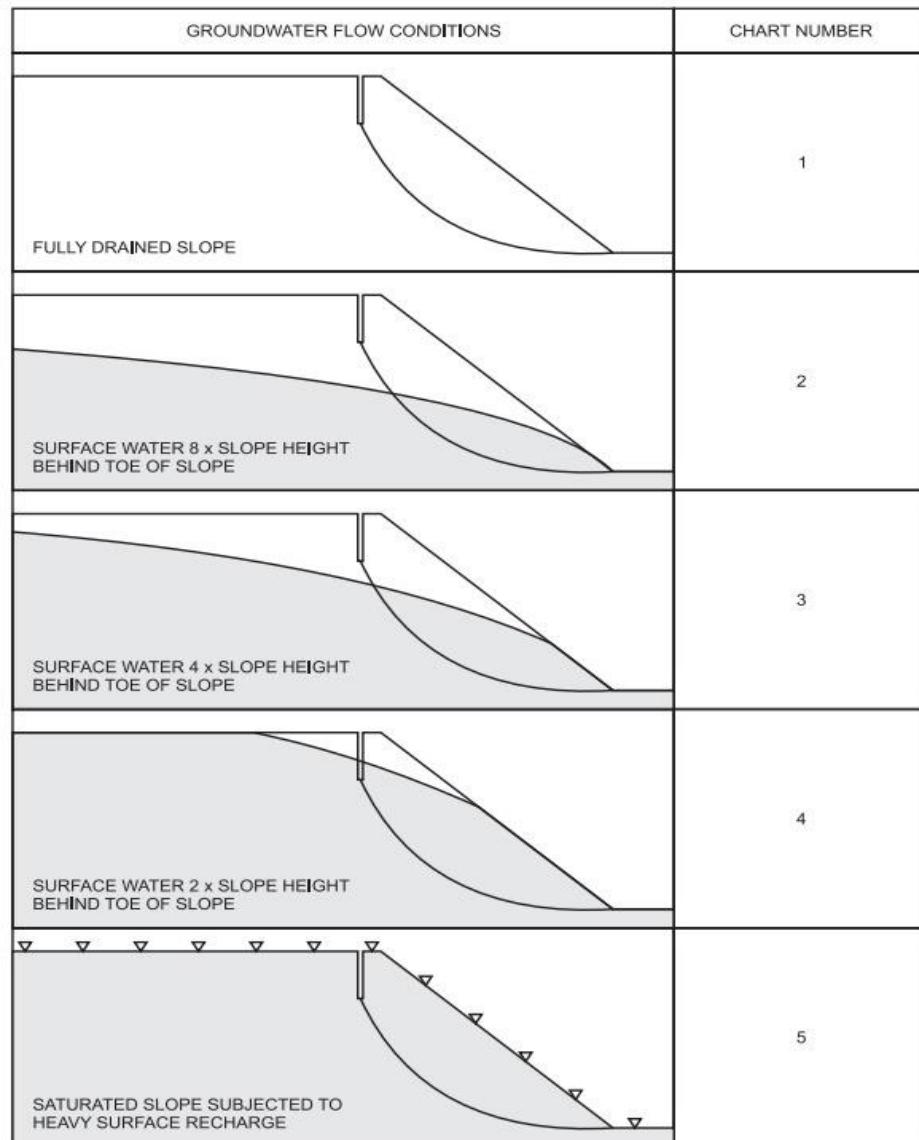 GROUNDWATER FLOW CONDITIONS
CHART NUMBER
FULLY DRAINED SLOPE
1
SURFACE WATER 8 x SLOPE HEIGHT
BEHIND TOE OF SLOPE
2
SURFACE WATER 4 x SLOPE HEIGHT
BEHIND TOE OF SLOPE
3
SURFACE WATER 2 x SLOPE HEIGHT
BEHIND TOE OF SLOPE
4
SATURATED SLOPE SUBJECTED TO
HEAVY SURFACE RECHARGE
5